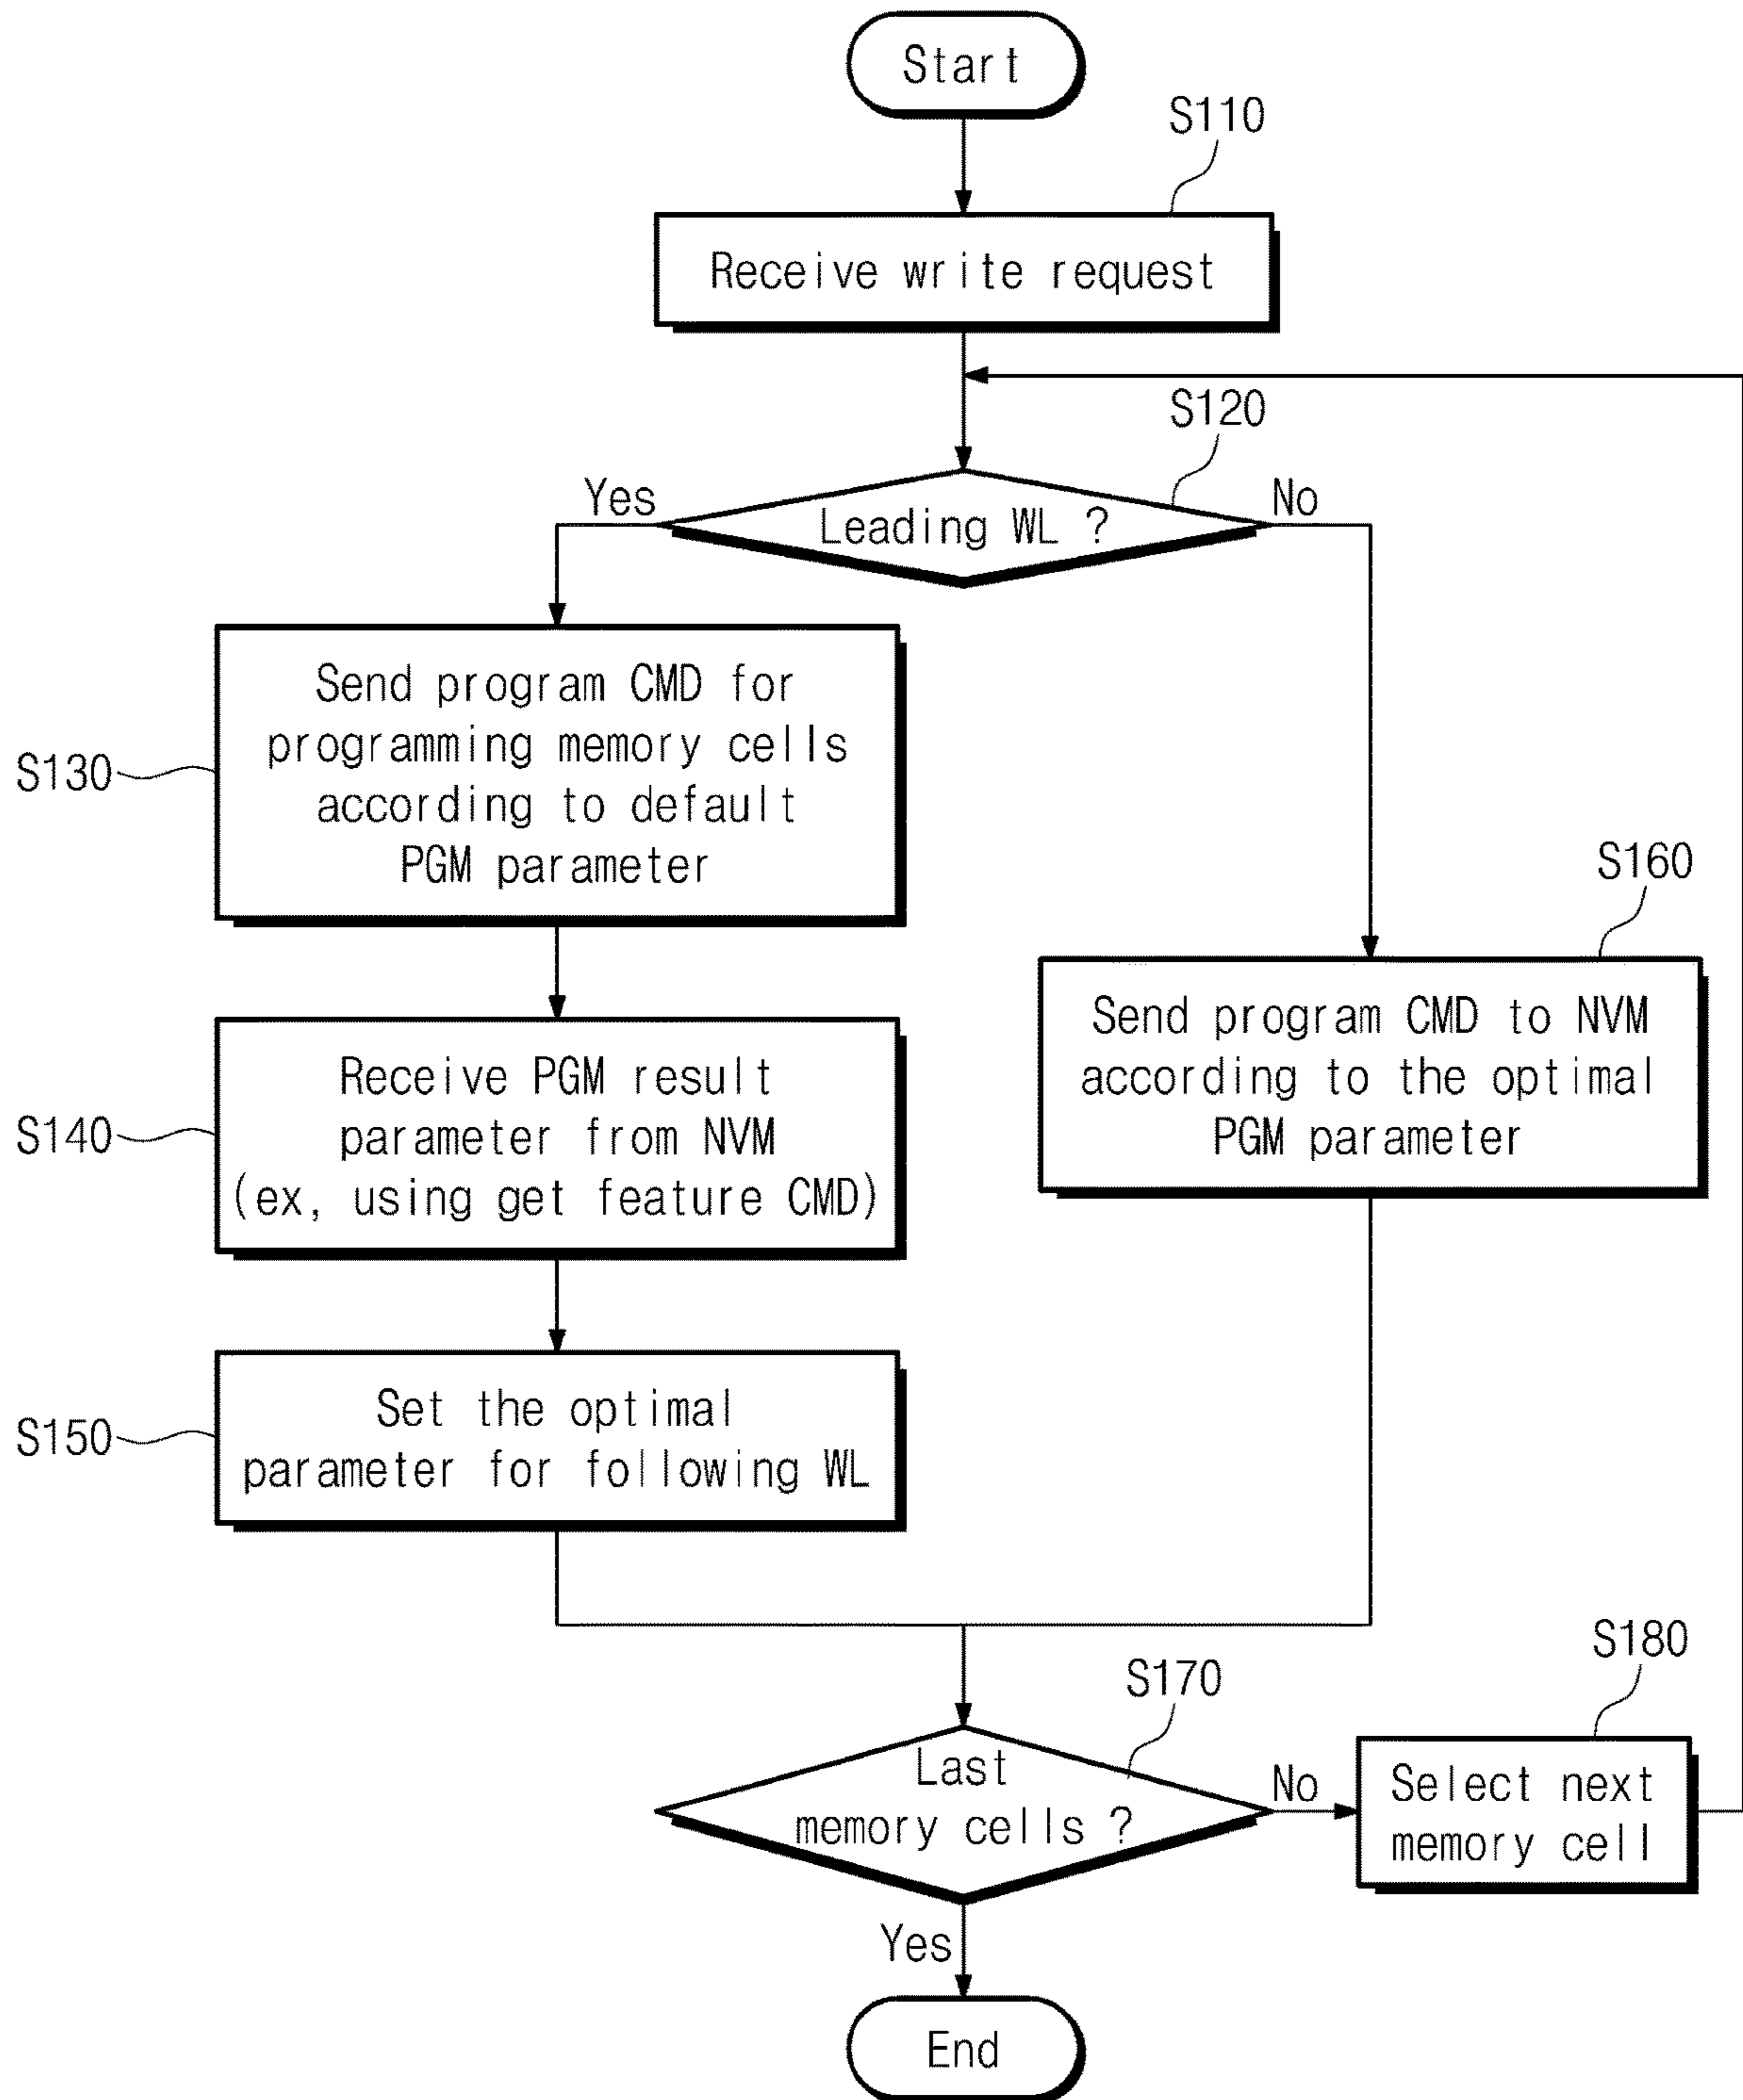 Start
S110
Receive write request
S120
Yes
No
Leading WL ?
S130
Send program CMD for
programming memory cells
according to default
PGM parameter
S160
Send program CMD to NVM
according to the optimal
PGM parameter
S140
Receive PGM result
parameter from NVM
(ex, using get feature CMD)
S150
Set the optimal
parameter for following WL
S170
S180
Last
memory cells ?
No
Select next
memory cell
Yes
End